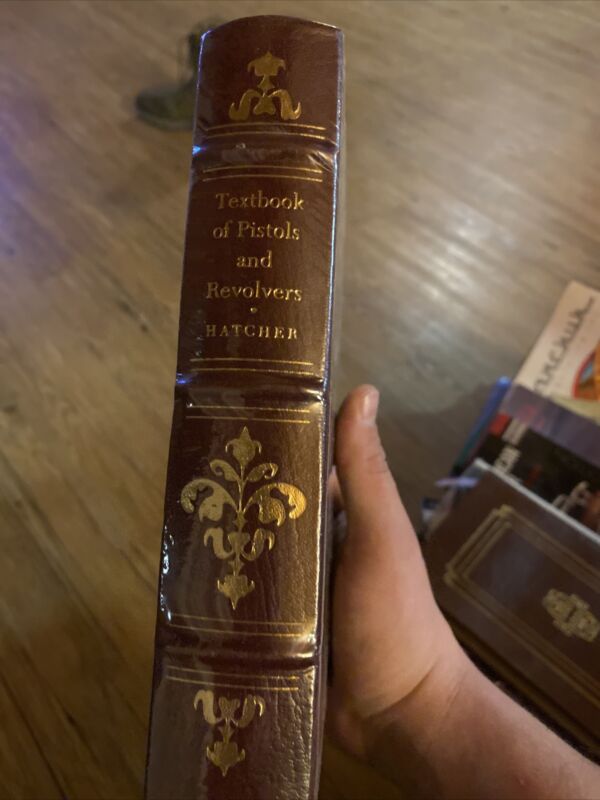 Textbook
of Pistols
and
Revolvers
HATCHER